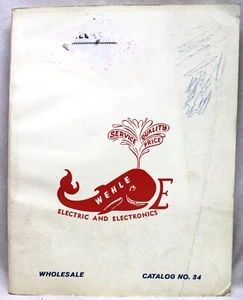 SERVICE QUALITY
PRICE
WEHLE
E
ELECTRIC AND ELECTRONICS
WHOLESALE CATALOG NO. 34